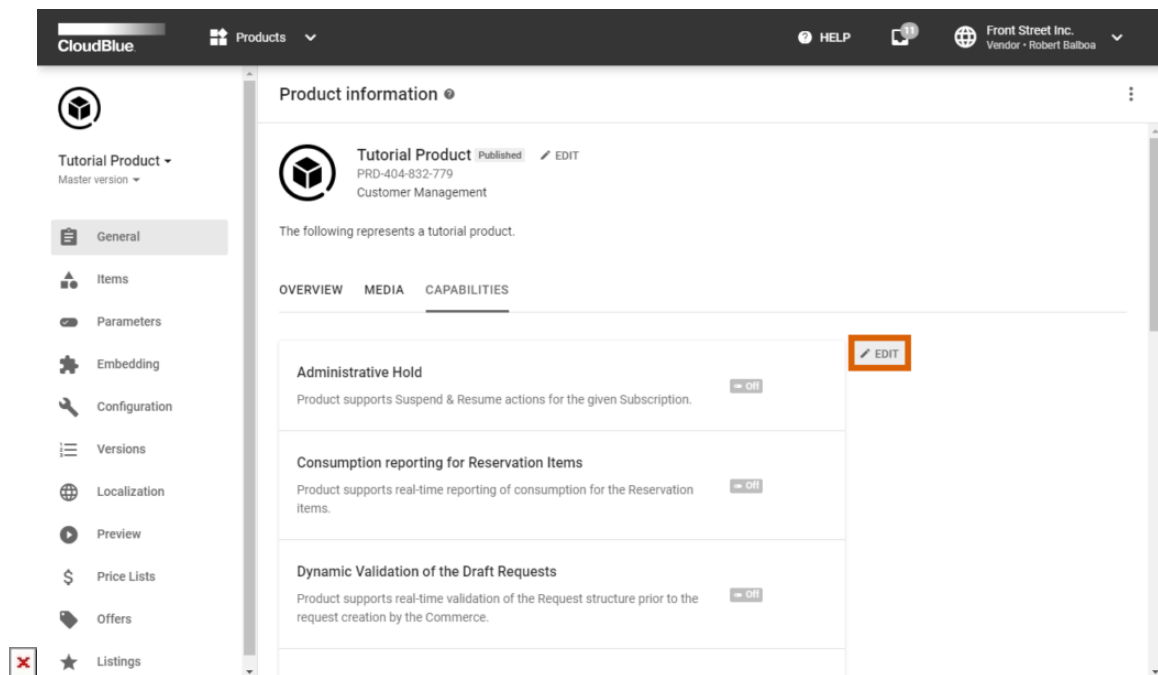 CloudBlue
Products
HELP
11
Front Street Inc.
Vendor • Robert Balboa
Tutorial Product
Master version
General
Items
Parameters
Embedding
Configuration
Versions
Localization
Preview
Price Lists
Offers
Listings
Product information
Tutorial Product Published EDIT
PRD-404-832-779
Customer Management
The following represents a tutorial product.
OVERVIEW MEDIA CAPABILITIES
EDIT
Administrative Hold
Product supports Suspend & Resume actions for the given Subscription.
Off
Consumption reporting for Reservation Items
Product supports real-time reporting of consumption for the Reservation
items.
Off
Dynamic Validation of the Draft Requests
Product supports real-time validation of the Request structure prior to the
request creation by the Commerce.
Off